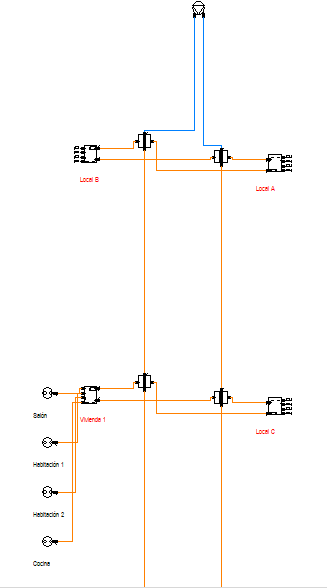 Local B
Local A
Salón
Vivienda 1
Local C
Habitación 1
Habitación 2
Cocina